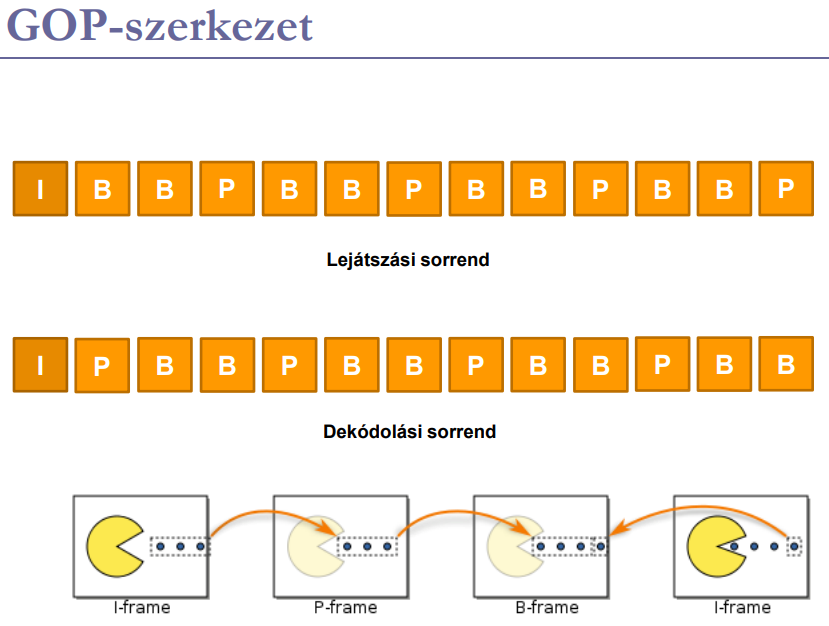 GOP-szerkezet
I B B P B B P B B P B B P
Lejátszási sorrend
I P B B P B B P B B P B B
Dekódolási sorrend
I-frame P-frame B-frame I-frame